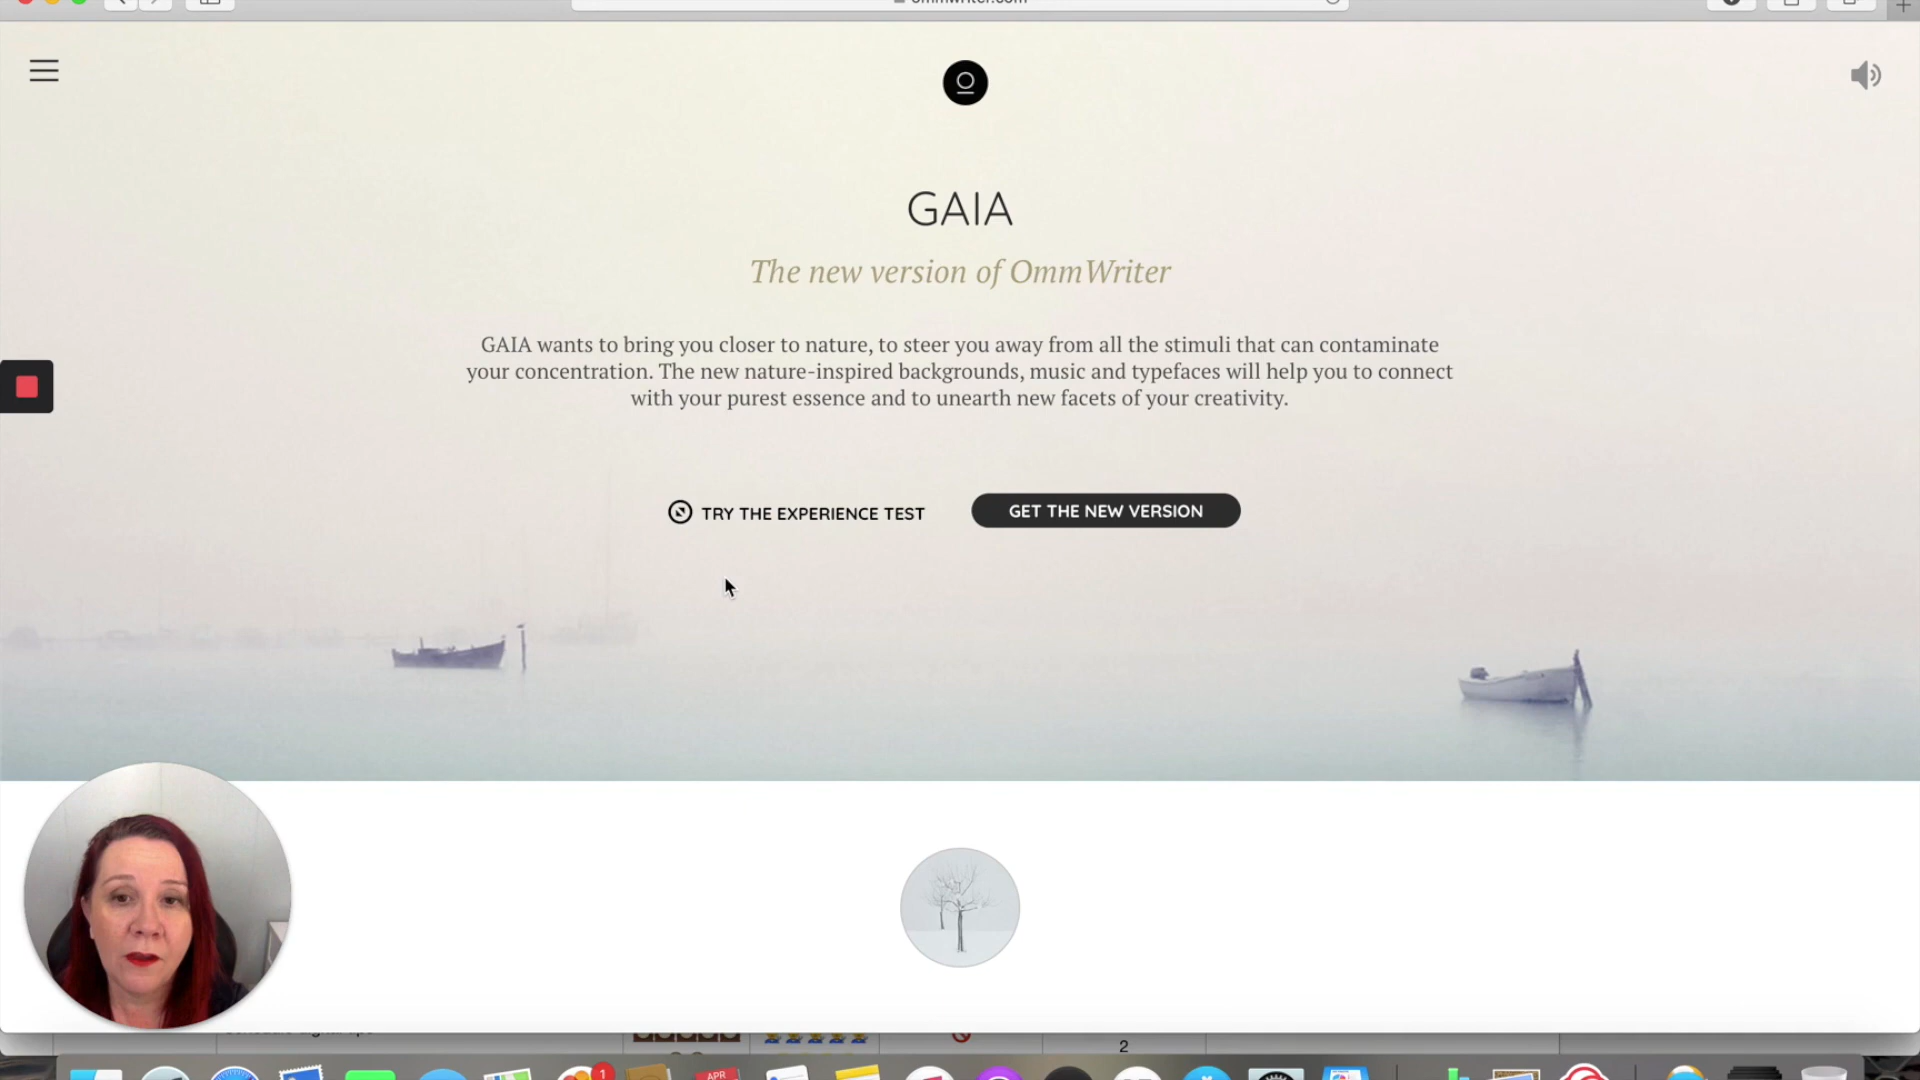 GAIA
The new version of OmmWriter
GAIA wants to bring you closer to nature, to steer you away from all the stimuli that can contaminate
your concentration. The new nature-inspired backgrounds, music and typefaces will help you to connect
with your purest essence and to unearth new facets of your creativity.
TRY THE EXPERIENCE TEST
GET THE NEW VERSION
2
1
APR